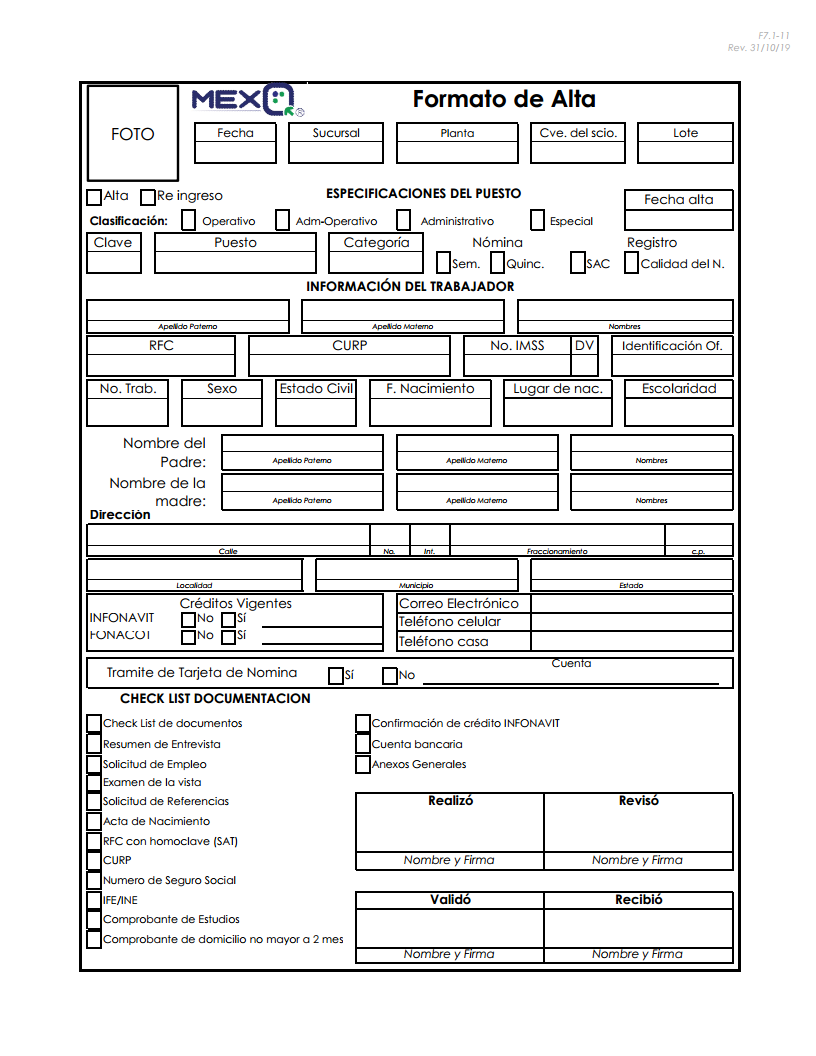 F7.1-11
Rev. 31/10/19
FOTO
MEXQ ®
Formato de Alta
Fecha Sucursal Planta Cve. del scio. Lote
Alta Re ingreso ESPECIFICACIONES DEL PUESTO Fecha alta
Clasificación: Operativo Adm-Operativo Administrativo Especial
Clave Puesto Categoría Nómina Registro
Sem. Quinc. SAC Calidad del N.
INFORMACIÓN DEL TRABAJADOR
Apellido Paterno Apellido Materno Nombres
RFC CURP No. IMSS DV Identificación Of.
No. Trab. Sexo Estado Civil F. Nacimiento Lugar de nac. Escolaridad
Nombre del
Padre: Apellido Paterno Apellido Materno Nombres
Nombre de la
madre: Apellido Paterno Apellido Materno Nombres
Dirección
Calle No. Int. Fraccionamiento c.p.
Localidad Municipio Estado
Créditos Vigentes Correo Electrónico
INFONAVIT No Sí Teléfono celular
FONACOT No Sí Teléfono casa
Tramite de Tarjeta de Nomina Sí No Cuenta
CHECK LIST DOCUMENTACION
Check List de documentos Confirmación de crédito INFONAVIT
Resumen de Entrevista Cuenta bancaria
Solicitud de Empleo Anexos Generales
Examen de la vista
Solicitud de Referencias Realizó Revisó
Acta de Nacimiento
RFC con homoclave (SAT)
CURP Nombre y Firma Nombre y Firma
Numero de Seguro Social
IFE/INE Validó Recibió
Comprobante de Estudios
Comprobante de domicilio no mayor a 2 mes
Nombre y Firma Nombre y Firma